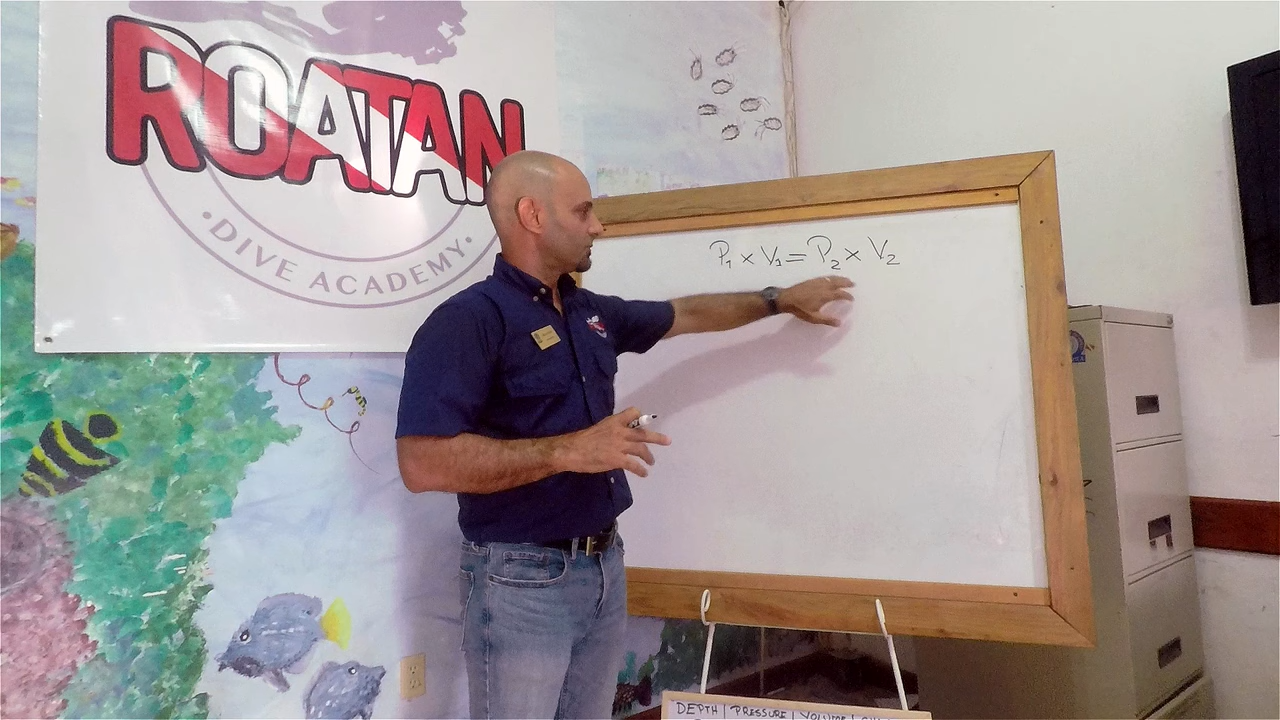 ROATAN
·DIVE ACADEMY·
P₁ x V₁ = P₂ x V₂
DEPTH | PRESSURE | VOLUME |